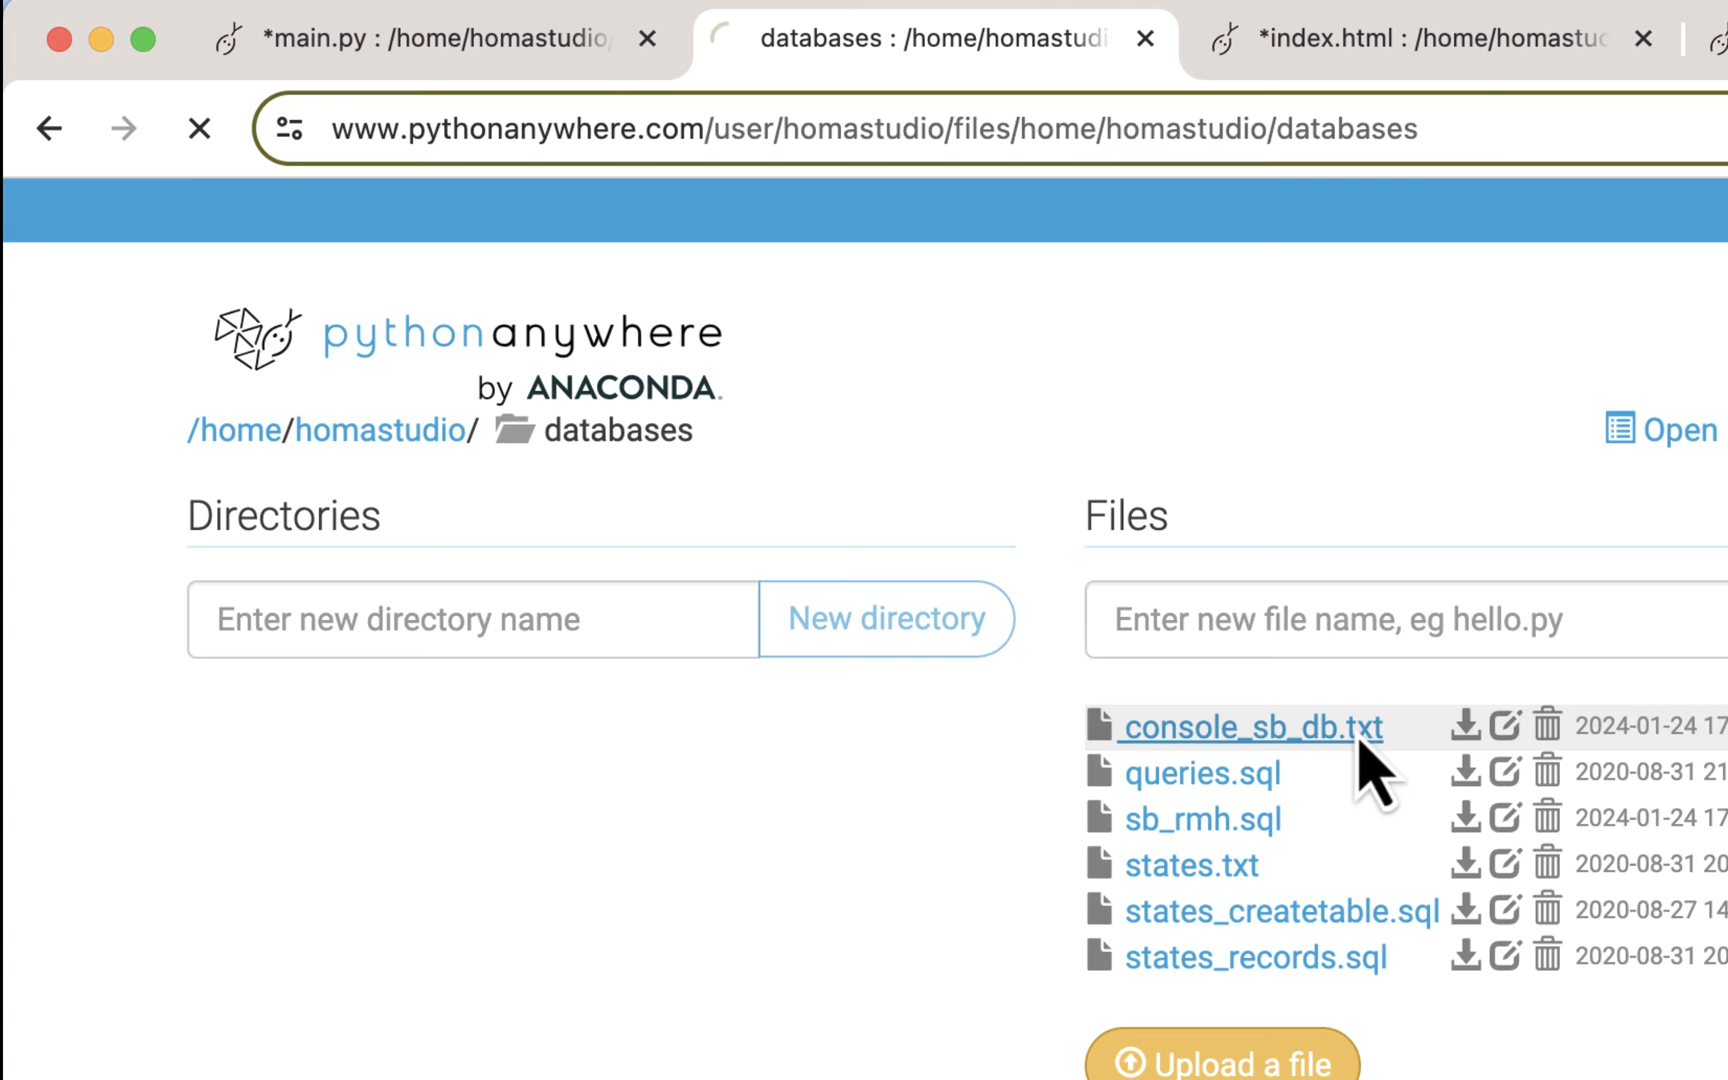 *main.py : /home/homastudio/
databases : /home/homastudi
*index.html : /home/homastud
www.pythonanywhere.com/user/homastudio/files/home/homastudio/databases
pythonanywhere
by ANACONDA.
/home/homastudio/ databases
Open
Directories
Files
Enter new directory name
New directory
Enter new file name, eg hello.py
console_sb_db.txt 2024-01-24 17
queries.sql 2020-08-31 21
sb_rmh.sql 2024-01-24 17
states.txt 2020-08-31 20
states_createtable.sql 2020-08-27 14
states_records.sql 2020-08-31 20
Upload a file